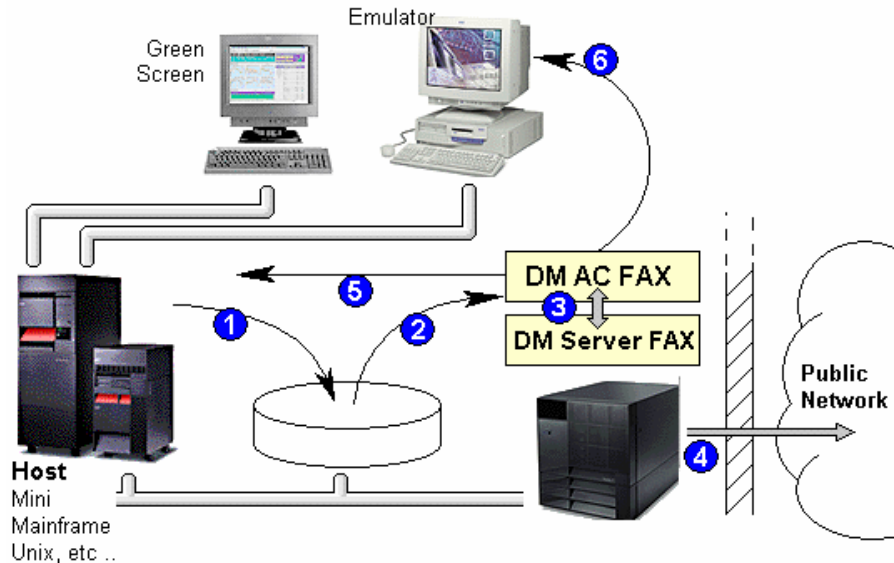 Emulator
Green
Screen
6
5
1
2
DM AC FAX
3
DM Server FAX
Public
Network
4
Host
Mini
Mainframe
Unix, etc ..